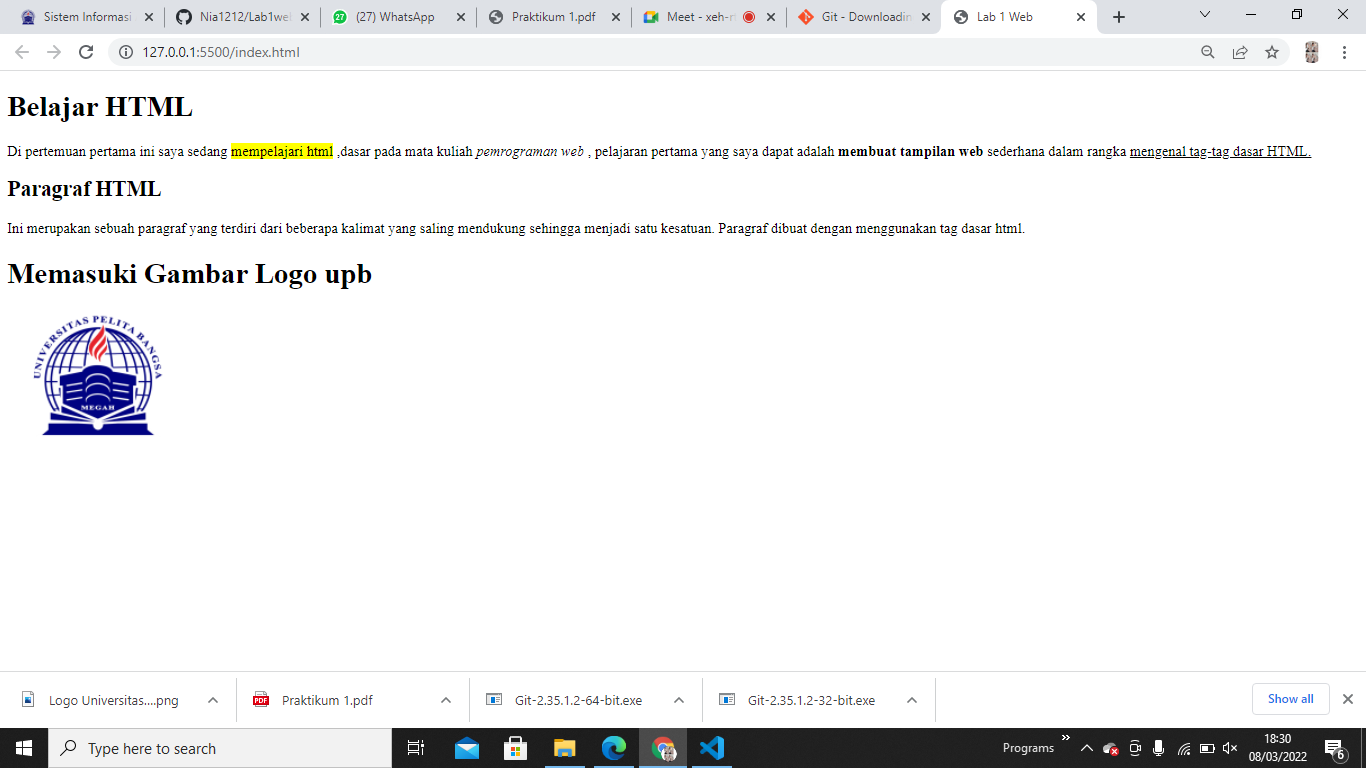 Sistem Informasi
Nia1212/Lab1we
(27) WhatsApp
Praktikum 1.pdf
Meet - xeh-r
Git - Downloadin
Lab 1 Web
127.0.0.1:5500/index.html
Belajar HTML
Di pertemuan pertama ini saya sedang mempelajari html ,dasar pada mata kuliah pemrograman web , pelajaran pertama yang saya dapat adalah membuat tampilan web sederhana dalam rangka mengenal tag-tag dasar HTML.
Paragraf HTML
Ini merupakan sebuah paragraf yang terdiri dari beberapa kalimat yang saling mendukung sehingga menjadi satu kesatuan. Paragraf dibuat dengan menggunakan tag dasar html.
Memasuki Gambar Logo upb
UNIVERSITAS PELITA BANGSA
MEGAH
Logo Universitas....png
Praktikum 1.pdf
Git-2.35.1.2-64-bit.exe
Git-2.35.1.2-32-bit.exe
Show all
Type here to search
Programs
18:30
08/03/2022
6